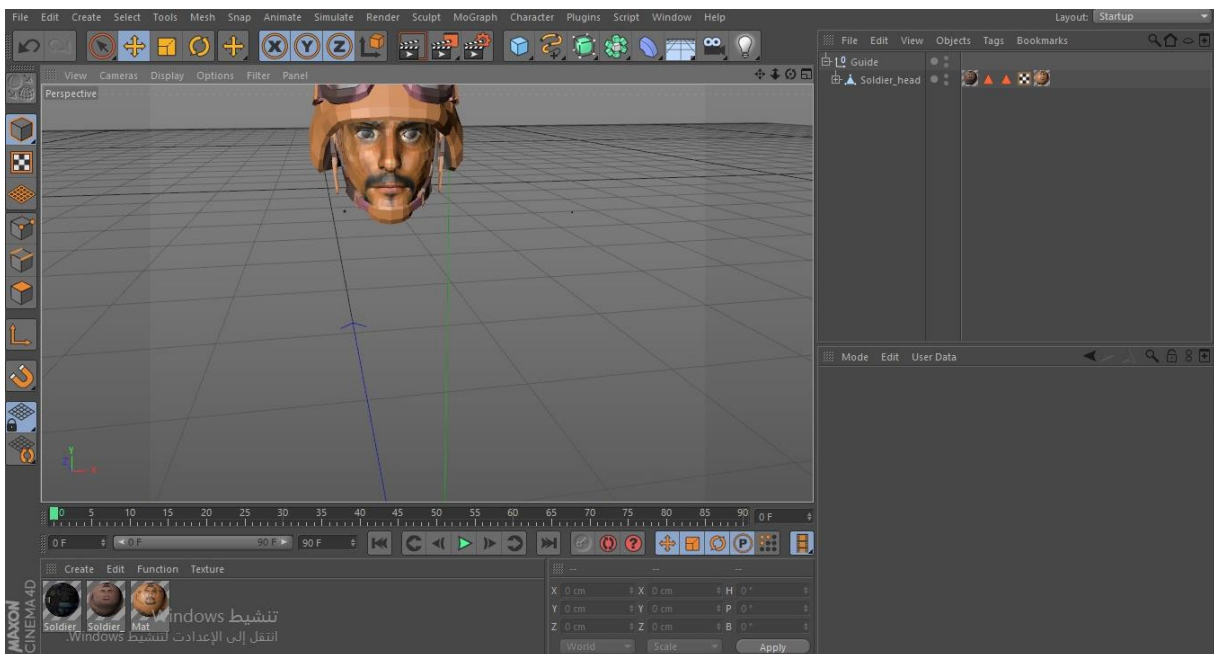 File Edit Create Select Tools Mesh Snap Animate Simulate Render Sculpt MoGraph Character Plugins Script Window Help
Layout: Startup
File Edit View Objects Tags Bookmarks
View Cameras Display Options Filter Panel
Guide
Soldier_head
Perspective
Mode Edit User Data
Y
Z X
0 5 10 15 20 25 30 35 40 45 50 55 60 65 70 75 80 85 90 0 F
0 F 0 F 90 F 90 F
Create Edit Function Texture
-- -- --
X 0 cm X 0 cm H 0 °
Y 0 cm Y 0 cm P 0 °
Z 0 cm Z 0 cm B 0 °
World Scale Apply
Soldier_ Soldier_ Mat
تنشيط Windows
انتقل إلى الإعدادت لتنشيط Windows.
MAXON
CINEMA 4D